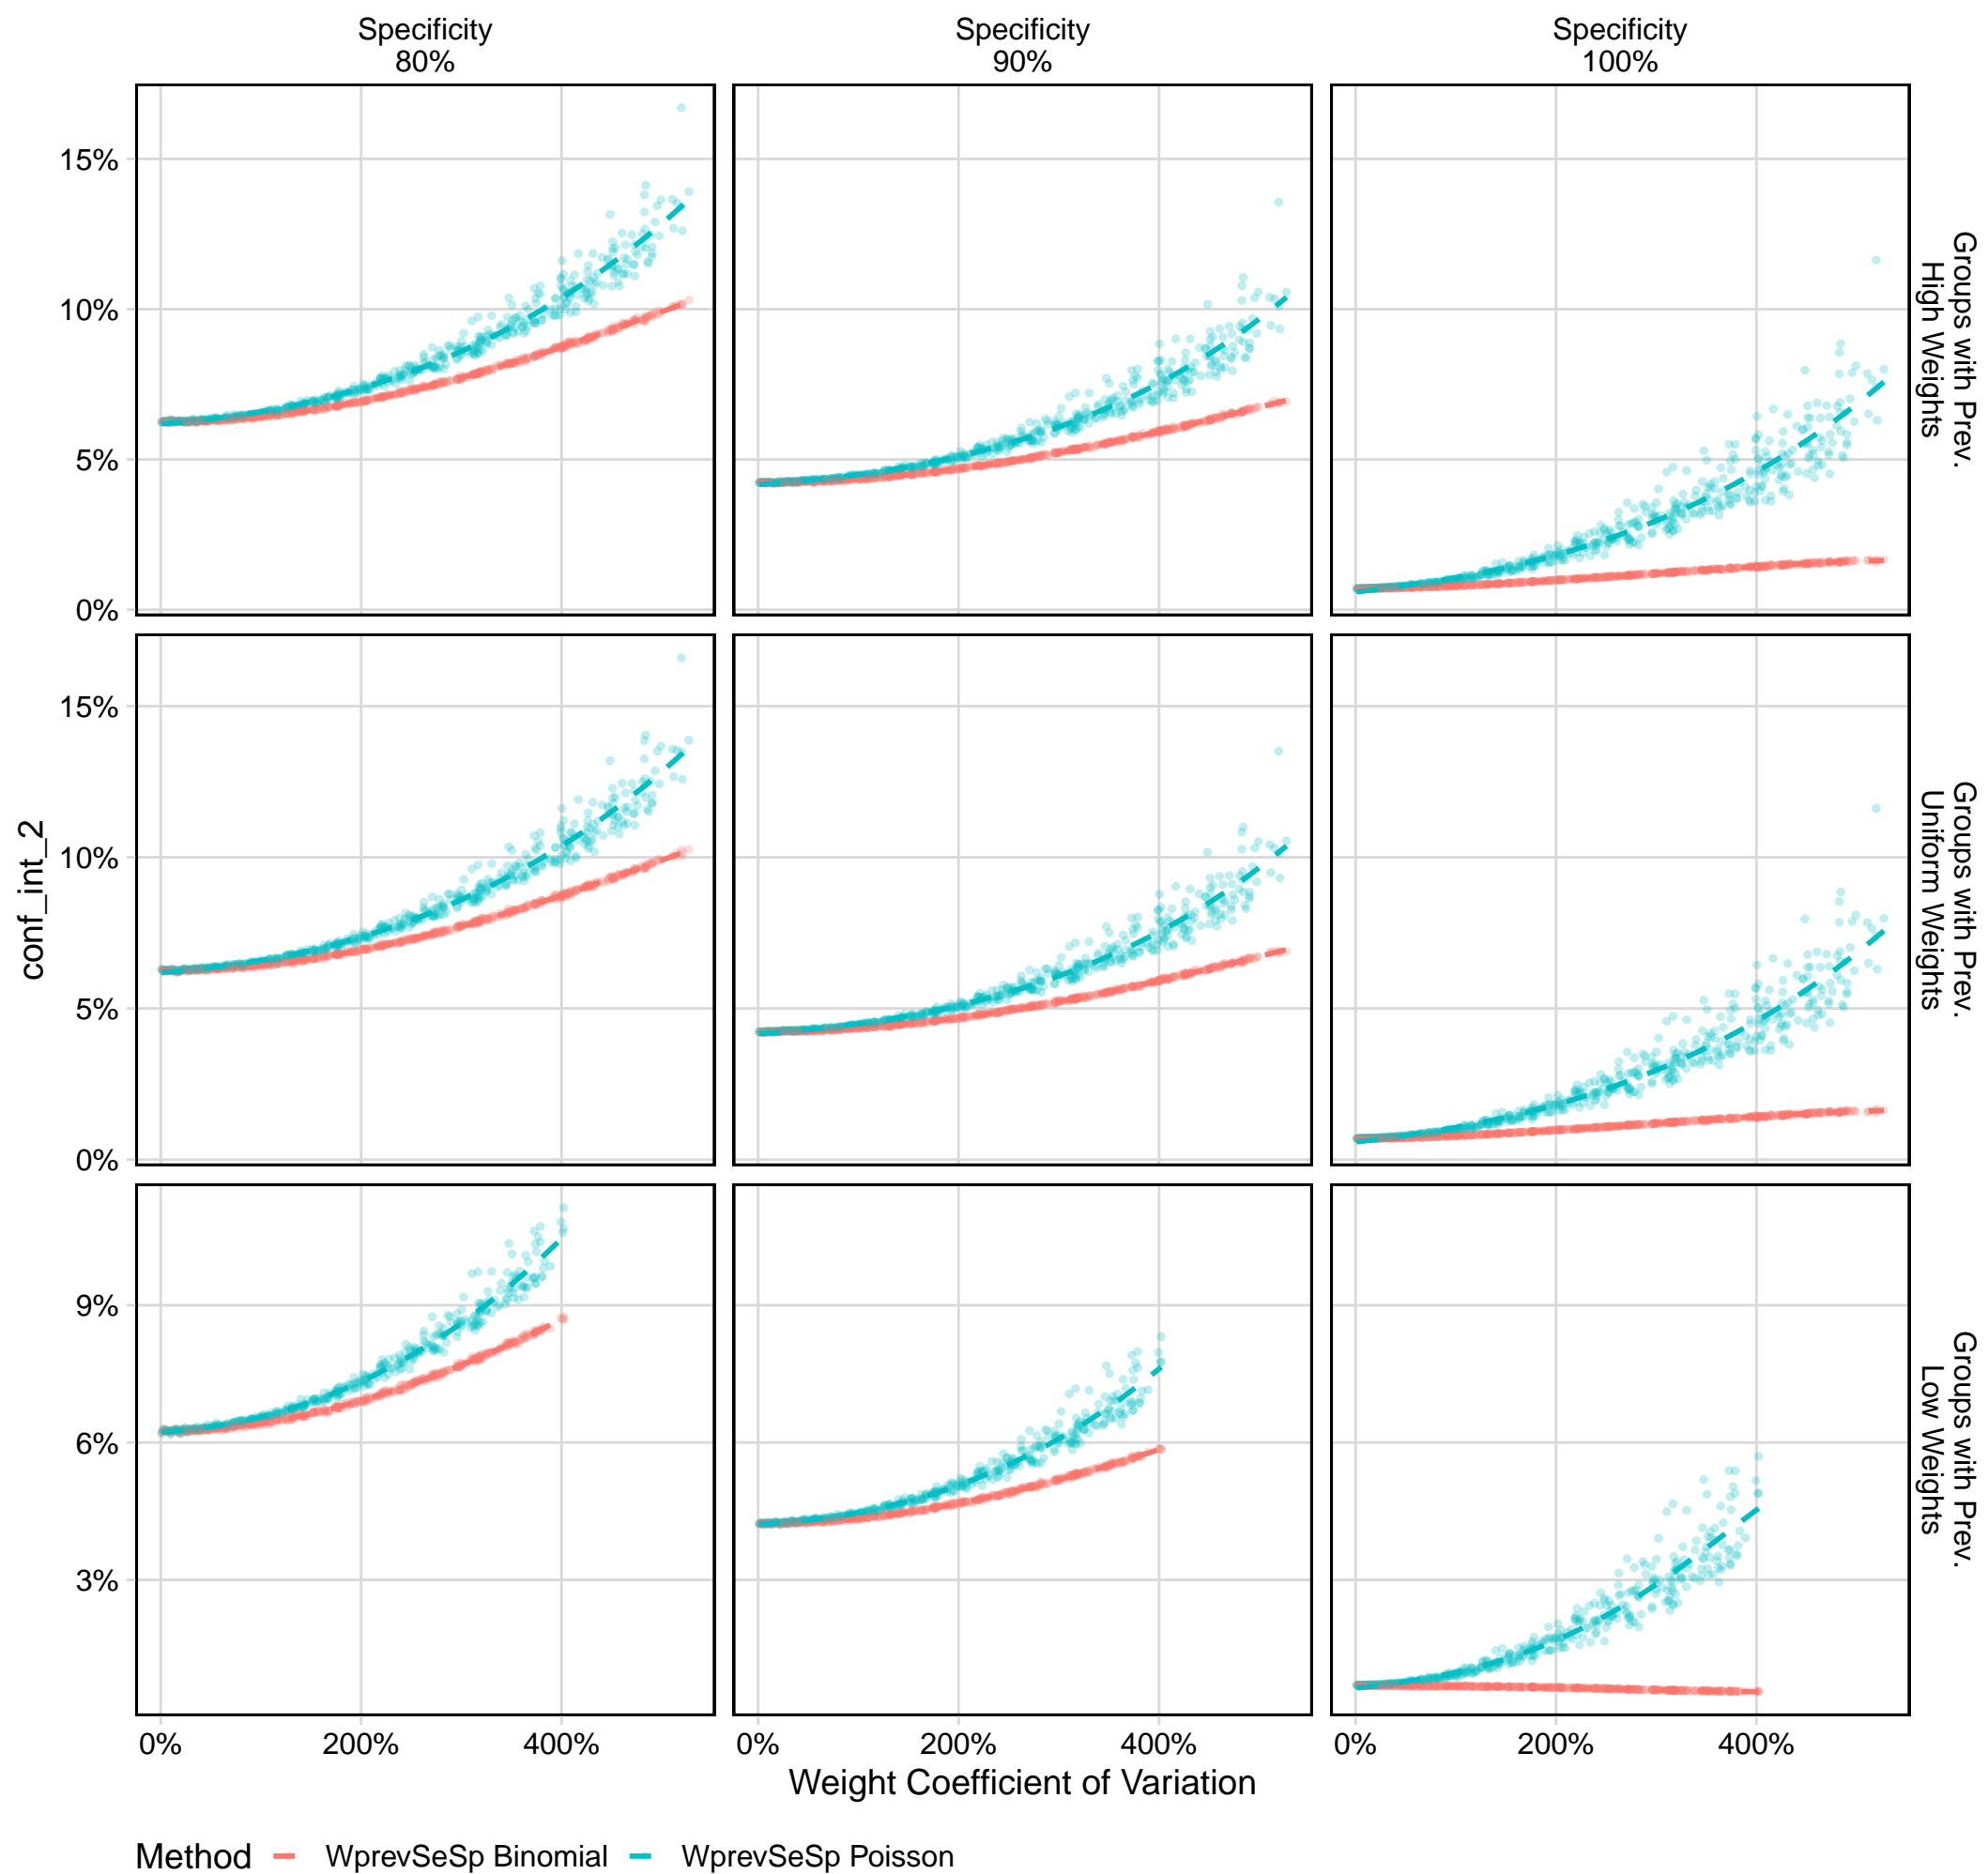 Specificity
80%
Specificity
90%
Specificity
100%
15%
10%
5%
0%
Groups with Prev.
High Weights
15%
10%
5%
0%
Groups with Prev.
Uniform Weights
9%
6%
3%
Groups with Prev.
Low Weights
conf_int_2
0%
200%
400%
0%
200%
400%
0%
200%
400%
Weight Coefficient of Variation
Method
WprevSeSp Binomial
WprevSeSp Poisson